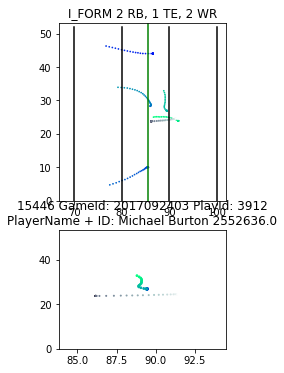 I_FORM 2 RB, 1 TE, 2 WR
50
40
30
20
10
0
70 80 90 100
15446 GameId: 2017092403 PlayId: 3912
PlayerName + ID: Michael Burton 2552636.0
40
20
0
85.0 87.5 90.0 92.5